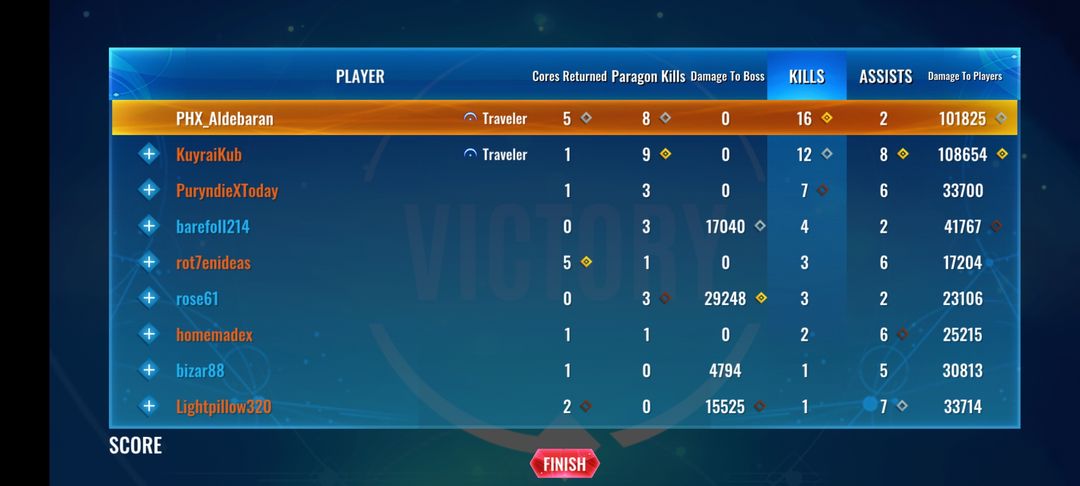 PLAYER Cores Returned Paragon Kills Damage To Boss KILLS ASSISTS Damage To Players
PHX_Aldebaran Traveler 5 8 0 16 2 101825
KuyraiKub Traveler 1 9 0 12 8 108654
PuryndieXToday 1 3 0 7 6 33700
barefoll214 0 3 17040 4 2 41767
rot7enideas 5 1 0 3 6 17204
rose61 0 3 29248 3 2 23106
homemadex 1 1 0 2 6 25215
bizar88 1 0 4794 1 5 30813
Lightpillow320 2 0 15525 1 7 33714
VICTORY
SCORE
FINISH